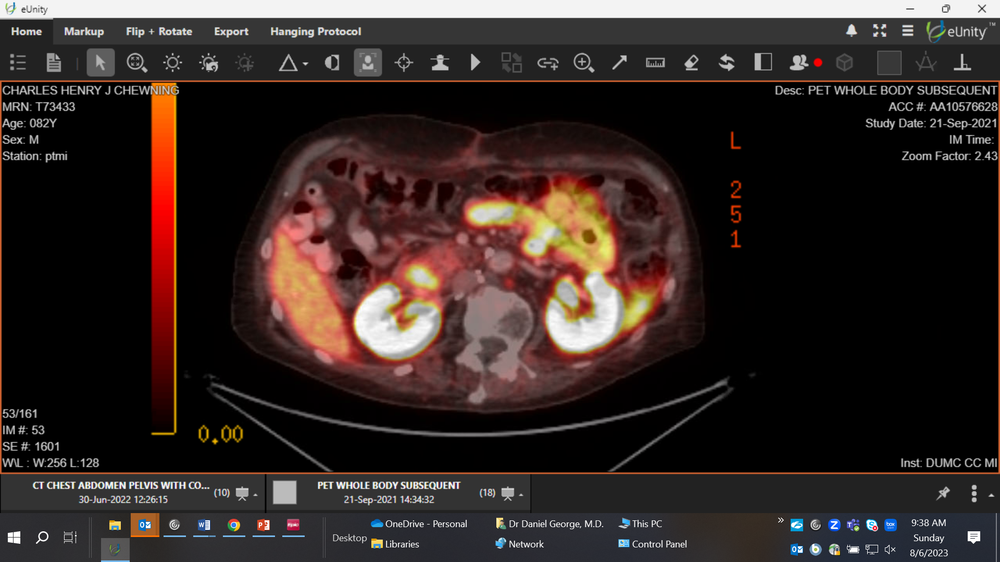 eUnity
Home Markup Flip + Rotate Export Hanging Protocol
eUnity™
CHARLES HENRY J CHEWNING
MRN: T73433
Age: 082Y
Sex: M
Station: ptmi
Desc: PET WHOLE BODY SUBSEQUENT
ACC #: AA10576628
Study Date: 21-Sep-2021
IM Time:
Zoom Factor: 2.43
L
2
5
1
0.00
53/161
IM #: 53
SE #: 1601
W\L : W:256 L:128
Inst: DUMC CC MI
CT CHEST ABDOMEN PELVIS WITH CO... (10)
30-Jun-2022 12:26:15
PET WHOLE BODY SUBSEQUENT (18)
21-Sep-2021 14:34:32
Desktop
OneDrive - Personal
Dr Daniel George, M.D.
This PC
Libraries
Network
Control Panel
9:38 AM
Sunday
8/6/2023